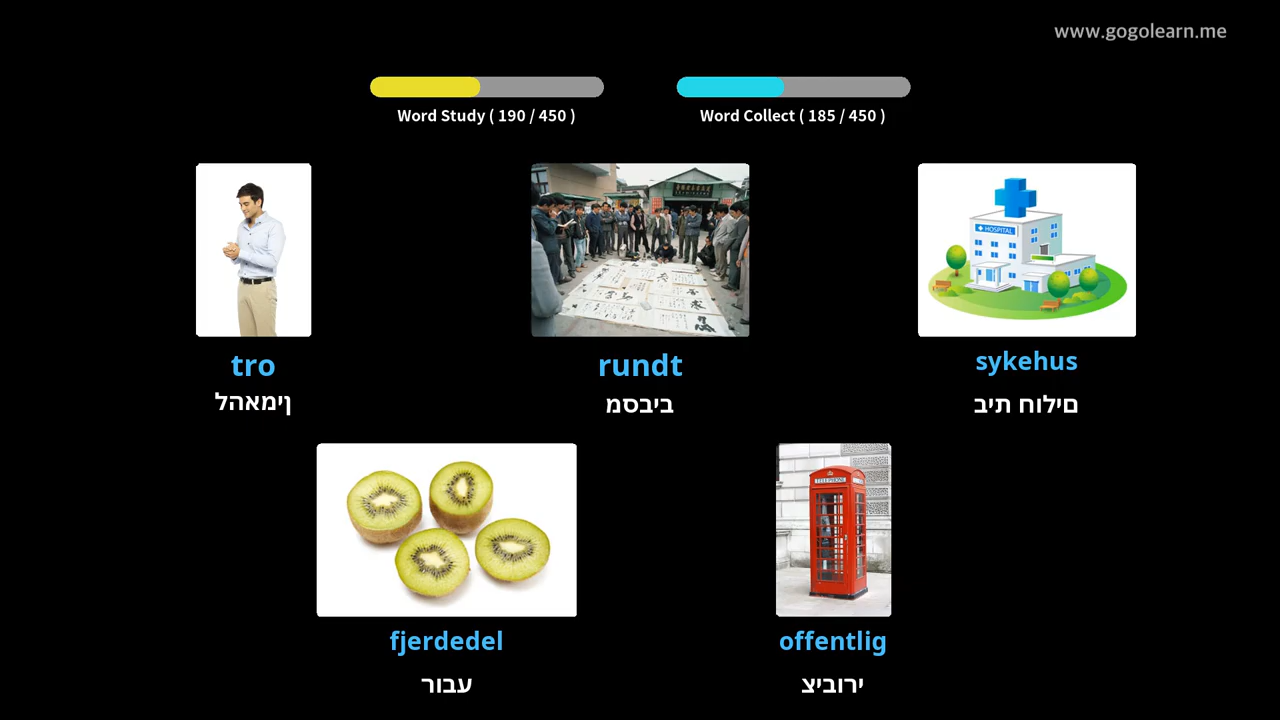 www.gogolearn.me
Word Study ( 190 / 450 )
Word Collect ( 185 / 450 )
tro
להאמין
rundt
מסביב
HOSPITAL
sykehus
בית חולים
TELEPHONE
fjerdedel
רובע
offentlig
ציבורי